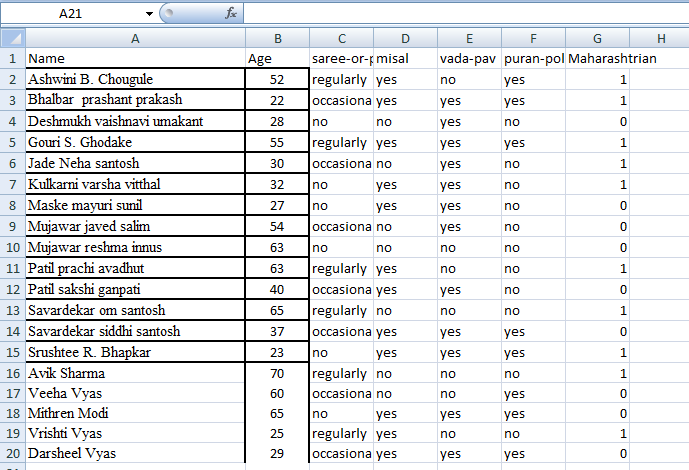 A21 fx
A B C D E F G H
1 Name Age saree-or-p misal vada-pav puran-pol Maharashtrian
2 Ashwini B. Chougule 52 regularly yes no yes 1
3 Bhalbar prashant prakash 22 occasiona yes yes yes 1
4 Deshmukh vaishnavi umakant 28 no no yes no 0
5 Gouri S. Ghodake 55 regularly yes yes yes 1
6 Jade Neha santosh 30 occasiona no yes no 1
7 Kulkarni varsha vitthal 32 no yes yes no 1
8 Maske mayuri sunil 27 no yes yes no 0
9 Mujawar javed salim 54 occasiona no yes no 0
10 Mujawar reshma innus 63 no no no no 0
11 Patil prachi avadhut 63 regularly yes no no 1
12 Patil sakshi ganpati 40 occasiona yes yes no 0
13 Savardekar om santosh 65 regularly no no no 1
14 Savardekar siddhi santosh 37 occasiona yes yes yes 0
15 Srushtee R. Bhapkar 23 no yes yes yes 1
16 Avik Sharma 70 regularly no no no 1
17 Veeha Vyas 60 occasiona no no yes 0
18 Mithren Modi 65 no yes yes yes 0
19 Vrishti Vyas 25 regularly yes no no 1
20 Darsheel Vyas 29 occasiona yes yes yes 0